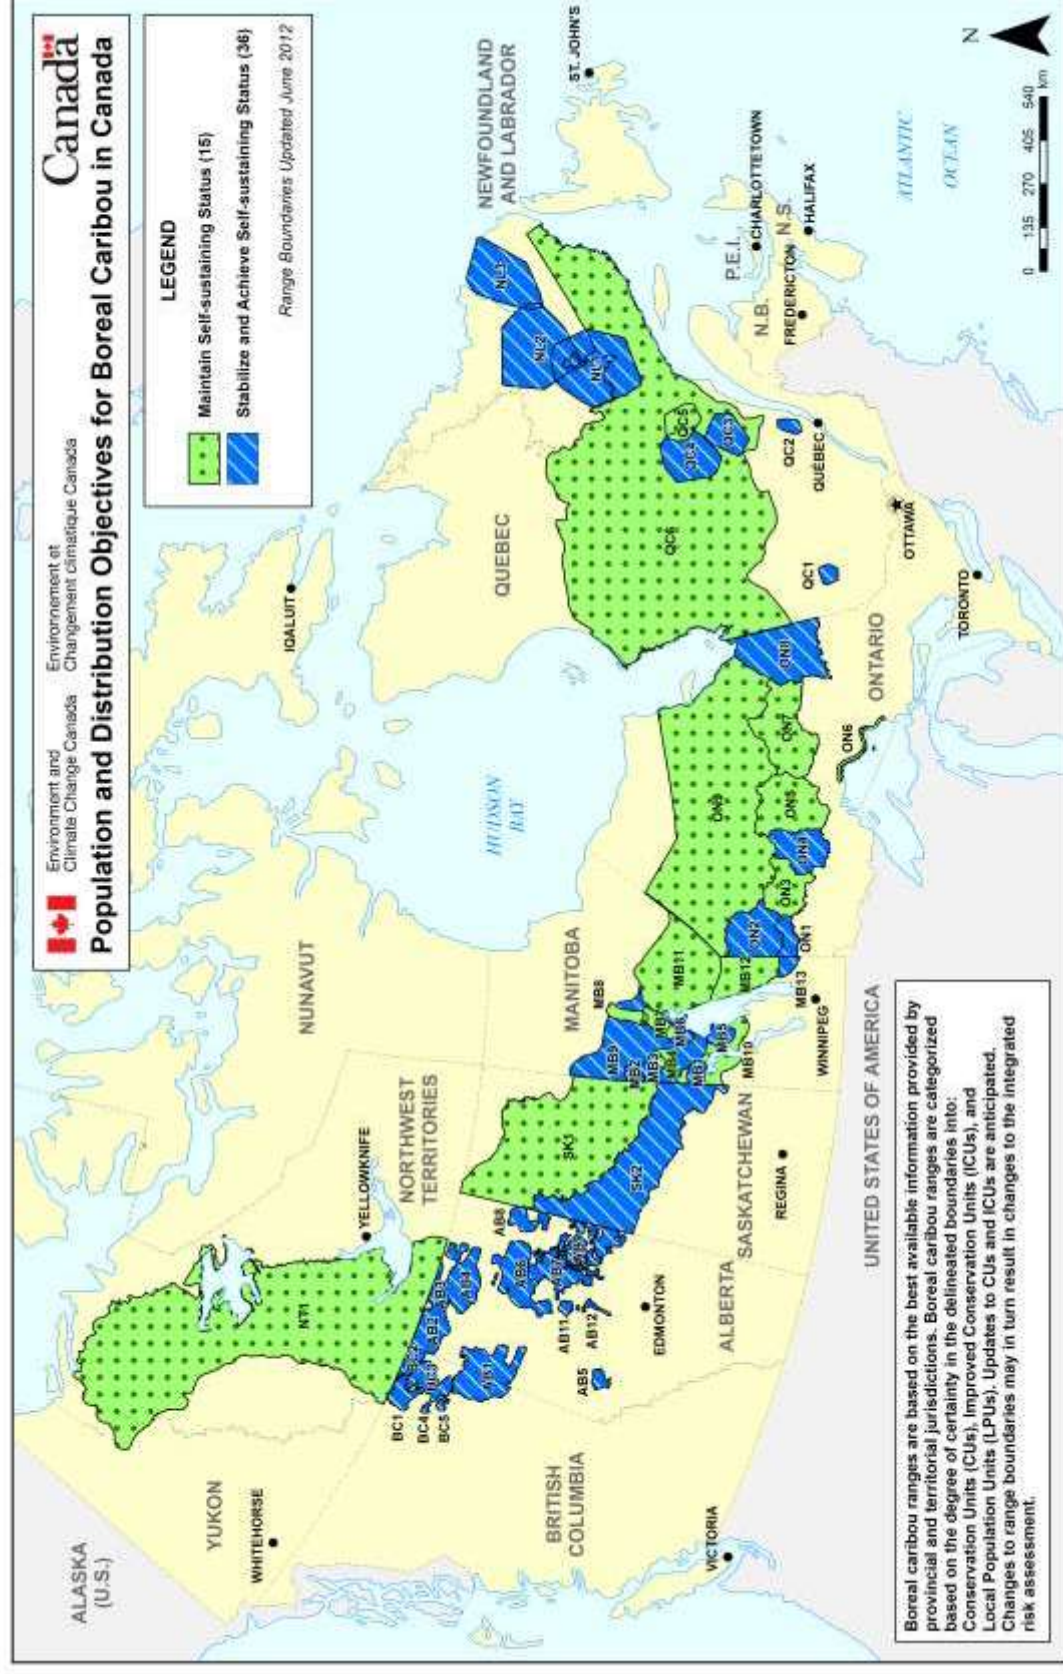 Environment and
Climate Change Canada
Environnement et
Changement climatique Canada
Canada
Population and Distribution Objectives for Boreal Caribou in Canada
LEGEND
Maintain Self-sustaining Status (15)
Stabilize and Achieve Self-sustaining Status (36)
Range Boundaries Updated June 2012
ALASKA
(U.S.)
YUKON
WHITEHORSE
NUNAVUT
IQALUIT
NT1
YELLOWKNIFE
NORTHWEST
TERRITORIES
HUDSON
BAY
QUEBEC
NEWFOUNDLAND
AND LABRADOR
ST. JOHN'S
NL3
NL2
NL1
BC1
BC2
BC3
BC4
BC5
AB2
AB3
AB4
AB1
AB8
AB6
AB7
AB11
AB12
AB5
BRITISH
COLUMBIA
VICTORIA
EDMONTON
ALBERTA
SK1
SK2
SASKATCHEWAN
REGINA
MANITOBA
MB8
MB9
MB2
MB3
MB4
MB1
MB7
MB6
MB5
MB10
MB11
MB12
MB13
WINNIPEG
ON1
ON2
ON3
ON4
ON5
ON9
ON7
ON8
ON6
ONTARIO
TORONTO
OTTAWA
QC6
QC4
QC5
QC3
QC2
QC1
QUÉBEC
N.B.
FREDERICTON
P.E.I.
CHARLOTTETOWN
N.S.
HALIFAX
ATLANTIC
OCEAN
UNITED STATES OF AMERICA
N
0 135 270 405 540
km
Boreal caribou ranges are based on the best available information provided by
provincial and territorial jurisdictions. Boreal caribou ranges are categorized
based on the degree of certainty in the delineated boundaries into:
Conservation Units (CUs), Improved Conservation Units (ICUs), and
Local Population Units (LPUs). Updates to CUs and ICUs are anticipated.
Changes to range boundaries may in turn result in changes to the integrated
risk assessment.